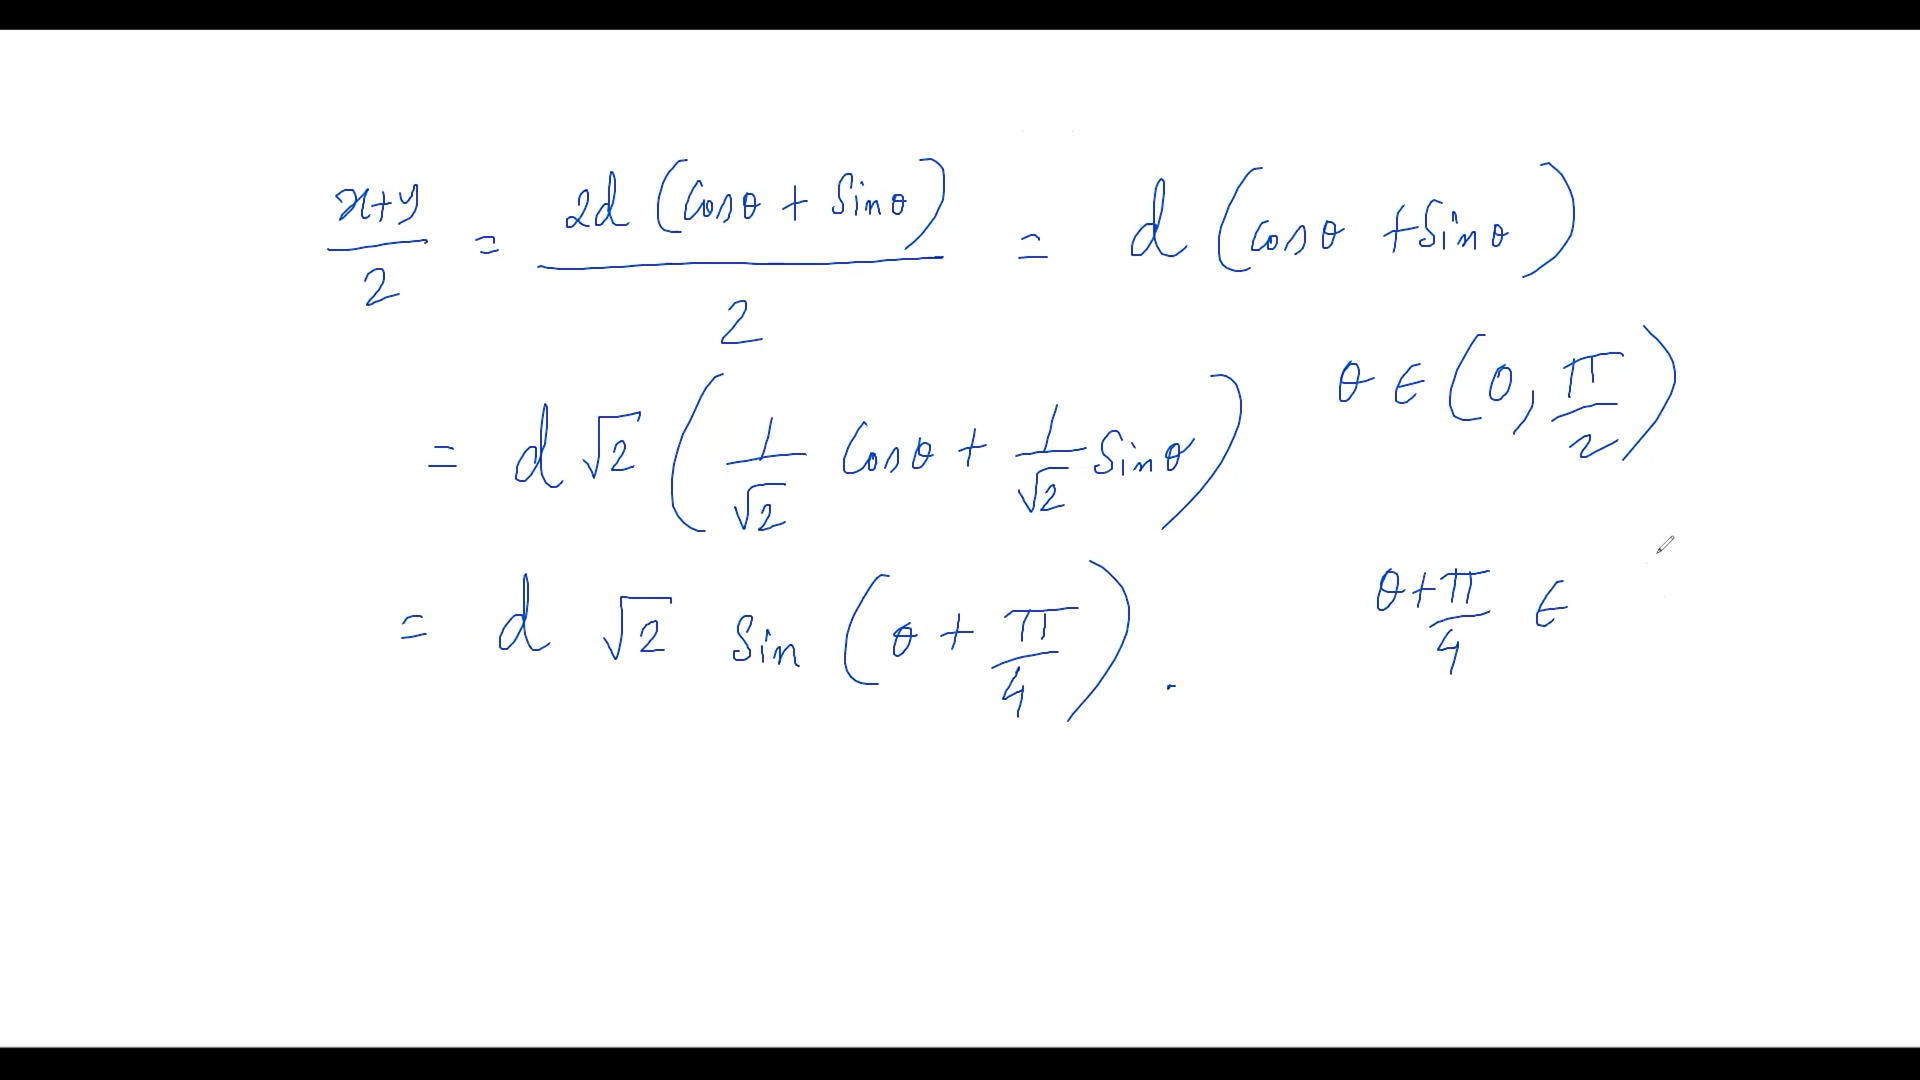 x+y/2 = 2d (Cosθ + Sinθ)/2 = d (cosθ + Sinθ)
= d √2 (1/√2 Cosθ + 1/√2 Sinθ) θ ∈ (0, π/2)
= d √2 Sin (θ + π/4). θ + π/4 ∈